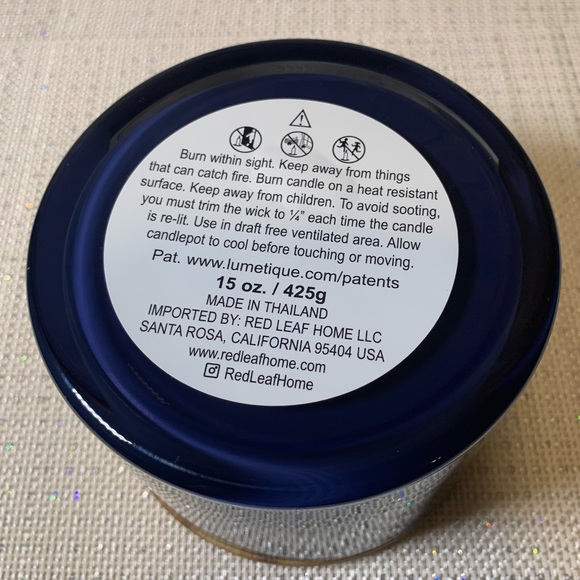 Burn within sight. Keep away from things
that can catch fire. Burn candle on a heat resistant
surface. Keep away from children. To avoid sooting,
you must trim the wick to ¼" each time the candle
is re-lit. Use in draft free ventilated area. Allow
candlepot to cool before touching or moving.
Pat. www.lumetique.com/patents
15 oz. / 425g
MADE IN THAILAND
IMPORTED BY: RED LEAF HOME LLC
SANTA ROSA, CALIFORNIA 95404 USA
www.redleafhome.com
RedLeafHome